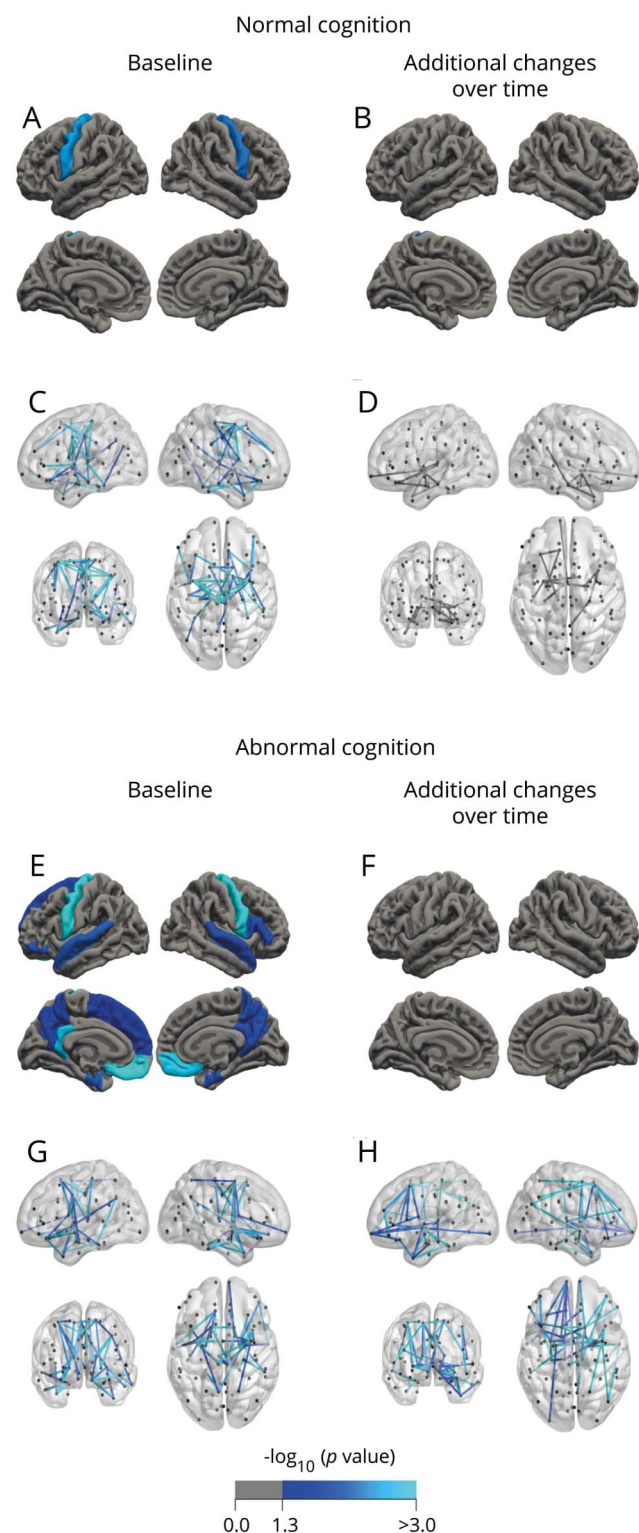 Normal cognition
Baseline
Additional changes
over time
A
B
C
D
Abnormal cognition
Baseline
Additional changes
over time
E
F
G
H
-log10 (p value)
0.0 1.3 >3.0